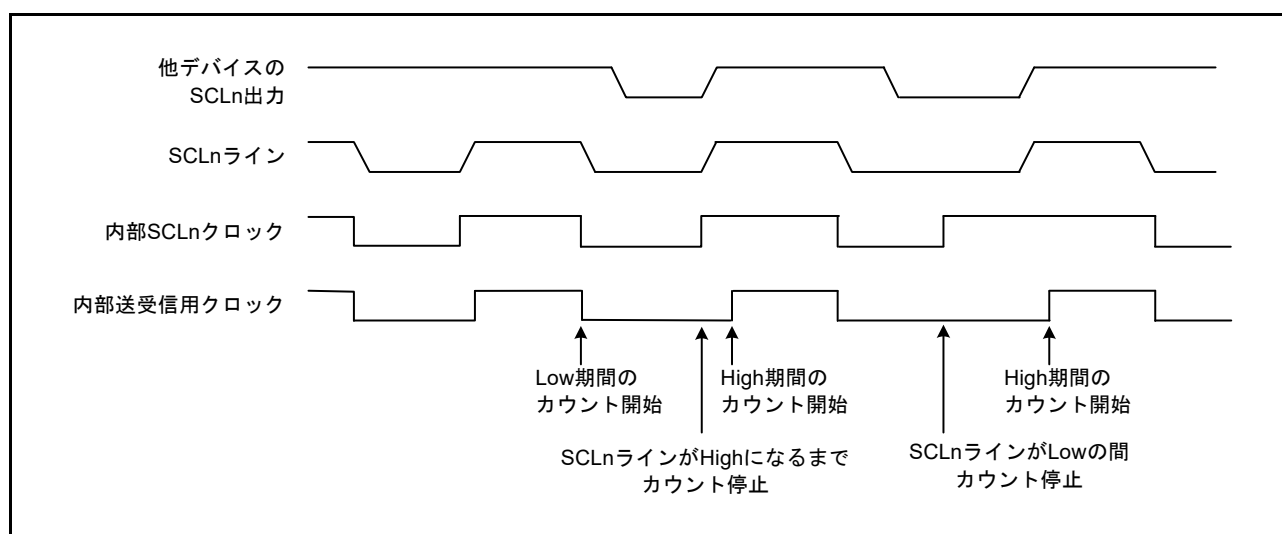 他デバイスの
SCLn出力
SCLnライン
内部SCLnクロック
内部送受信用クロック
Low期間の
カウント開始
High期間の
カウント開始
High期間の
カウント開始
SCLnラインがHighになるまで
カウント停止
SCLnラインがLowの間
カウント停止